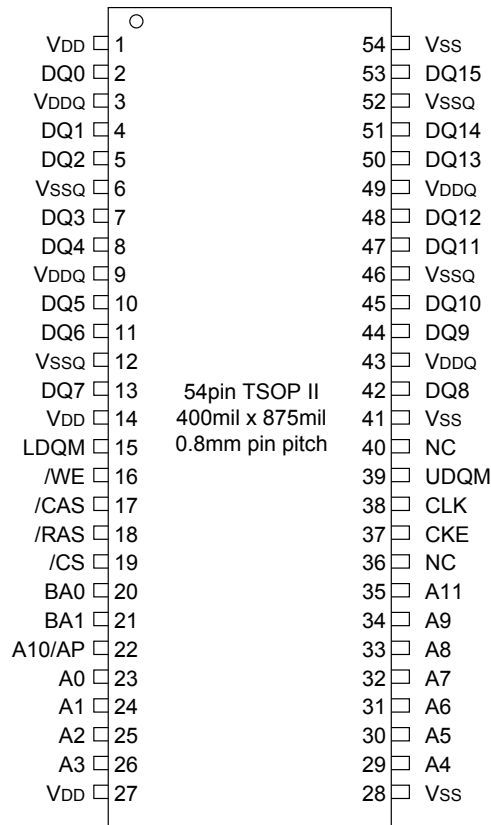 VDD 1 54 VSS
DQ0 2 53 DQ15
VDDQ 3 52 VSSQ
DQ1 4 51 DQ14
DQ2 5 50 DQ13
VSSQ 6 49 VDDQ
DQ3 7 48 DQ12
DQ4 8 47 DQ11
VDDQ 9 46 VSSQ
DQ5 10 45 DQ10
DQ6 11 44 DQ9
VSSQ 12 43 VDDQ
DQ7 13 54pin TSOP II 42 DQ8
VDD 14 400mil x 875mil 41 VSS
LDQM 15 0.8mm pin pitch 40 NC
/WE 16 39 UDQM
/CAS 17 38 CLK
/RAS 18 37 CKE
/CS 19 36 NC
BA0 20 35 A11
BA1 21 34 A9
A10/AP 22 33 A8
A0 23 32 A7
A1 24 31 A6
A2 25 30 A5
A3 26 29 A4
VDD 27 28 VSS